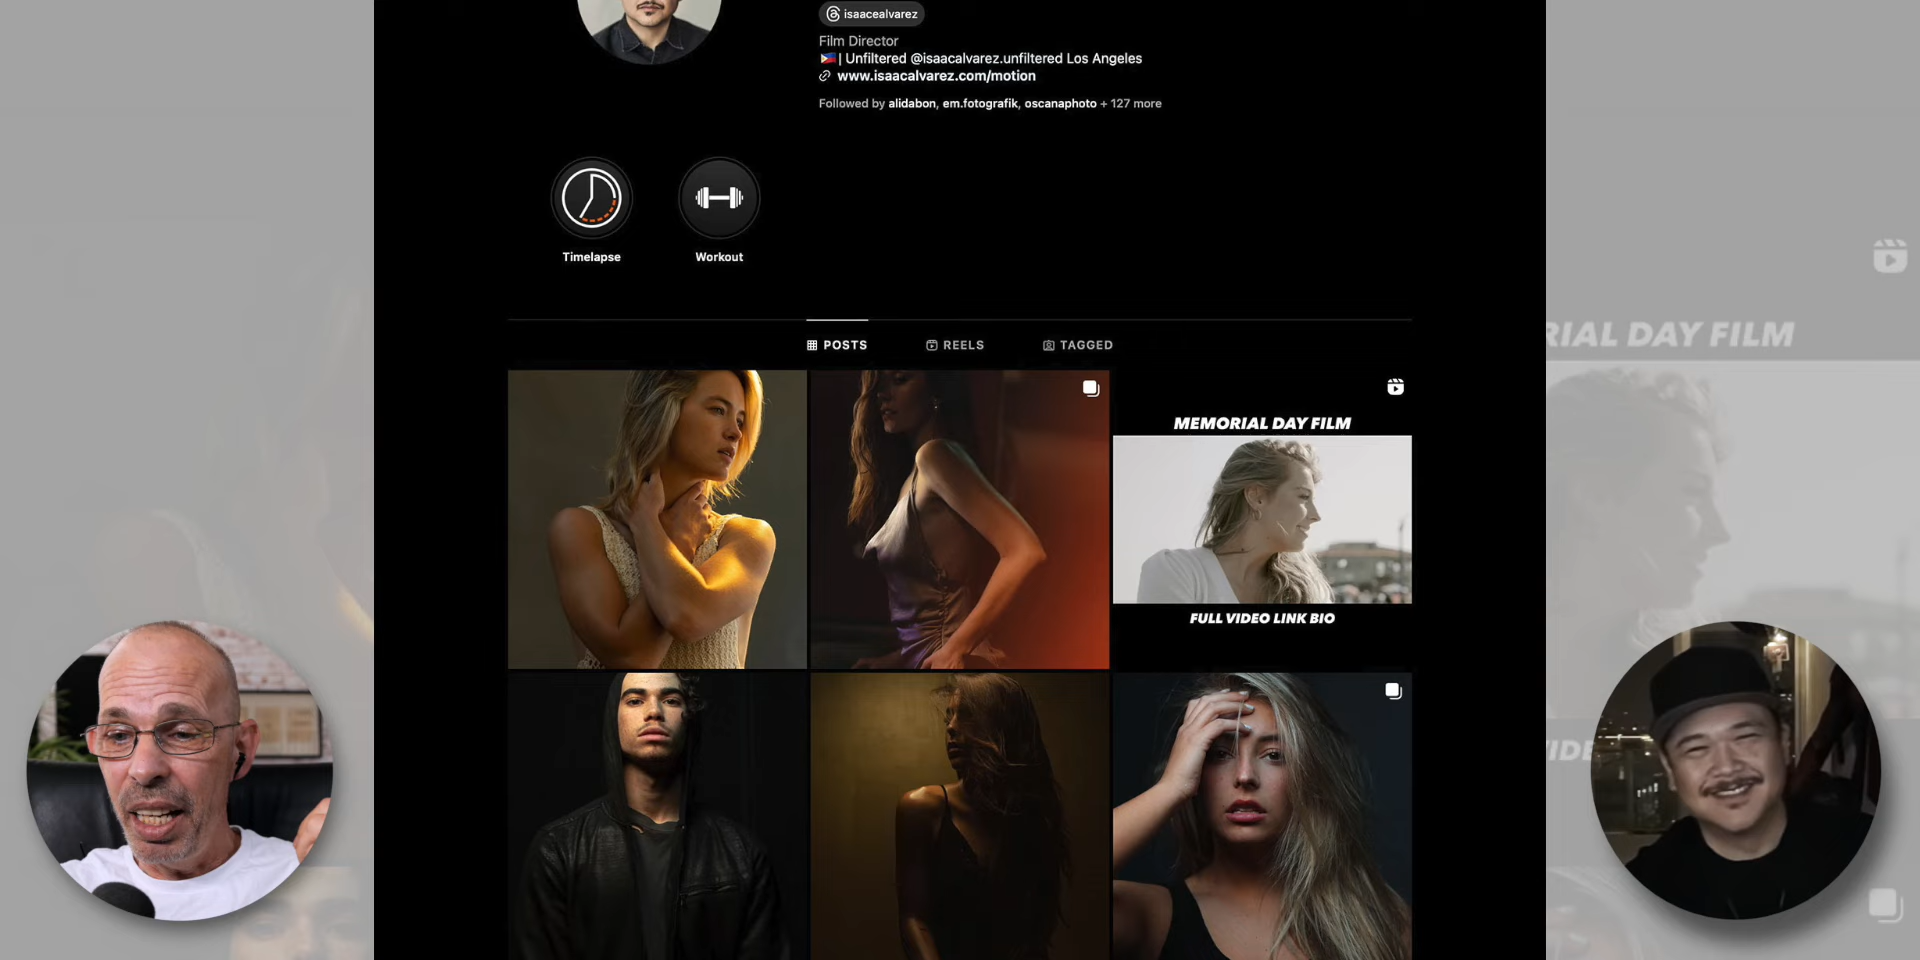 isaacealvarez
Film Director
🇵🇭| Unfiltered @isaacalvarez.unfiltered Los Angeles
www.isaacalvarez.com/motion
Followed by alidabon, em.fotografik, oscanaphoto + 127 more
Timelapse
Workout
POSTS
REELS
TAGGED
MEMORIAL DAY FILM
FULL VIDEO LINK BIO
RIAL DAY FILM
VIDE